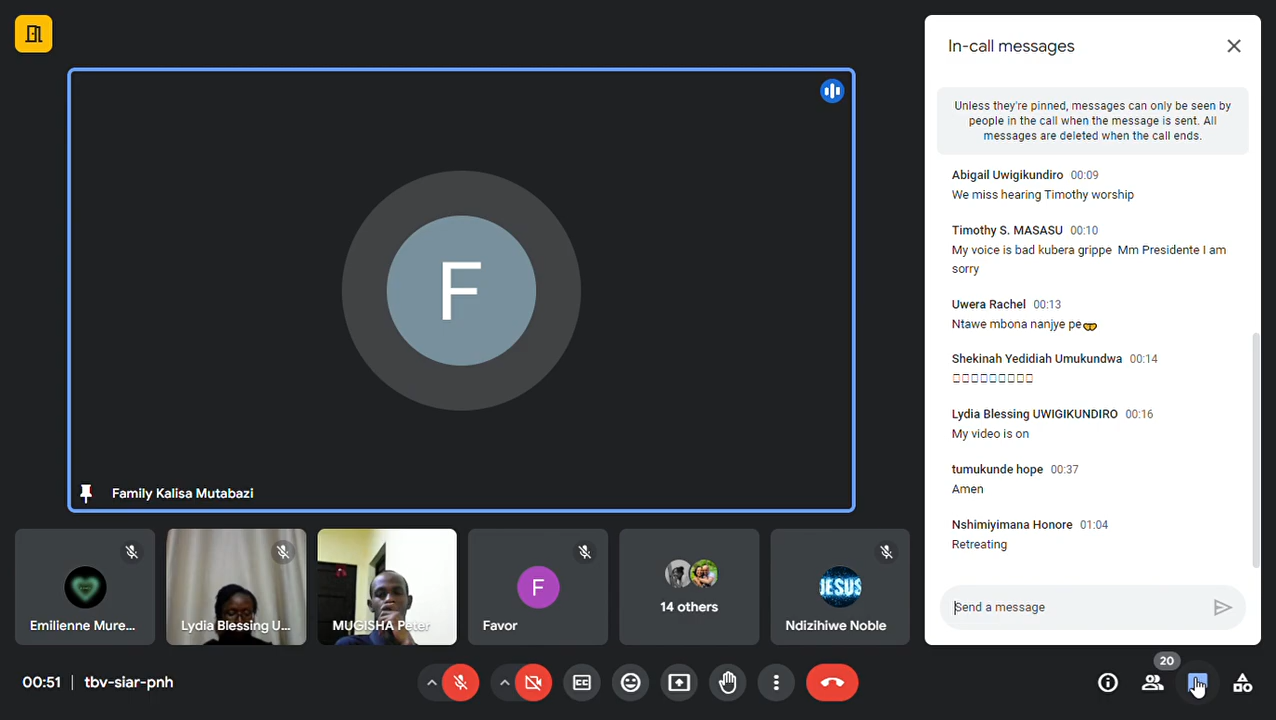 In-call messages
Unless they're pinned, messages can only be seen by
people in the call when the message is sent. All
messages are deleted when the call ends.
Abigail Uwigikundiro 00:09
We miss hearing Timothy worship
Timothy S. MASASU 00:10
My voice is bad kubera grippe Mm Presidente I am
sorry
Uwera Rachel 00:13
Ntawe mbona nanjye pe
Shekinah Yedidiah Umukundwa 00:14
Lydia Blessing UWIGIKUNDIRO 00:16
My video is on
tumukunde hope 00:37
Amen
Nshimiyimana Honore 01:04
Retreating
Send a message
F
Family Kalisa Mutabazi
Emilienne Mure...
Lydia Blessing U...
MUGISHA Peter
F
Favor
14 others
JESUS
Ndizihiwe Noble
00:51 | tbv-siar-pnh
CC
20